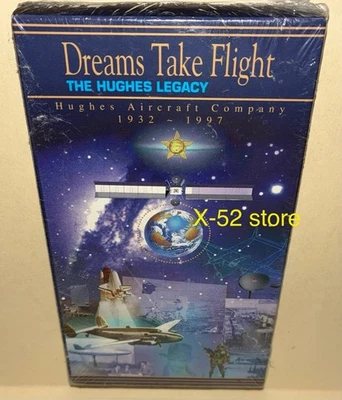 Dreams Take Flight
THE HUGHES LEGACY
Hughes Aircraft Company
1932 ~ 1997
X-52 store